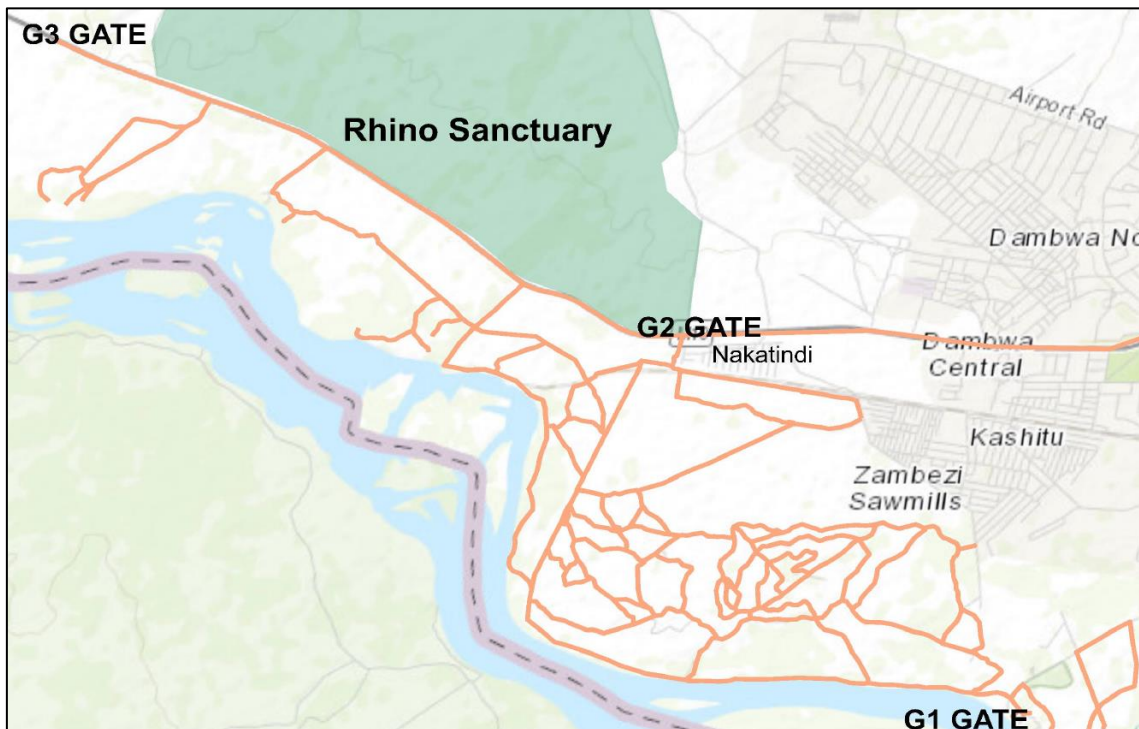 G3 GATE
Rhino Sanctuary
Airport Rd
Dambwa No
G2 GATE
Nakatindi
Dambwa
Central
Kashitu
Zambezi
Sawmills
G1 GATE